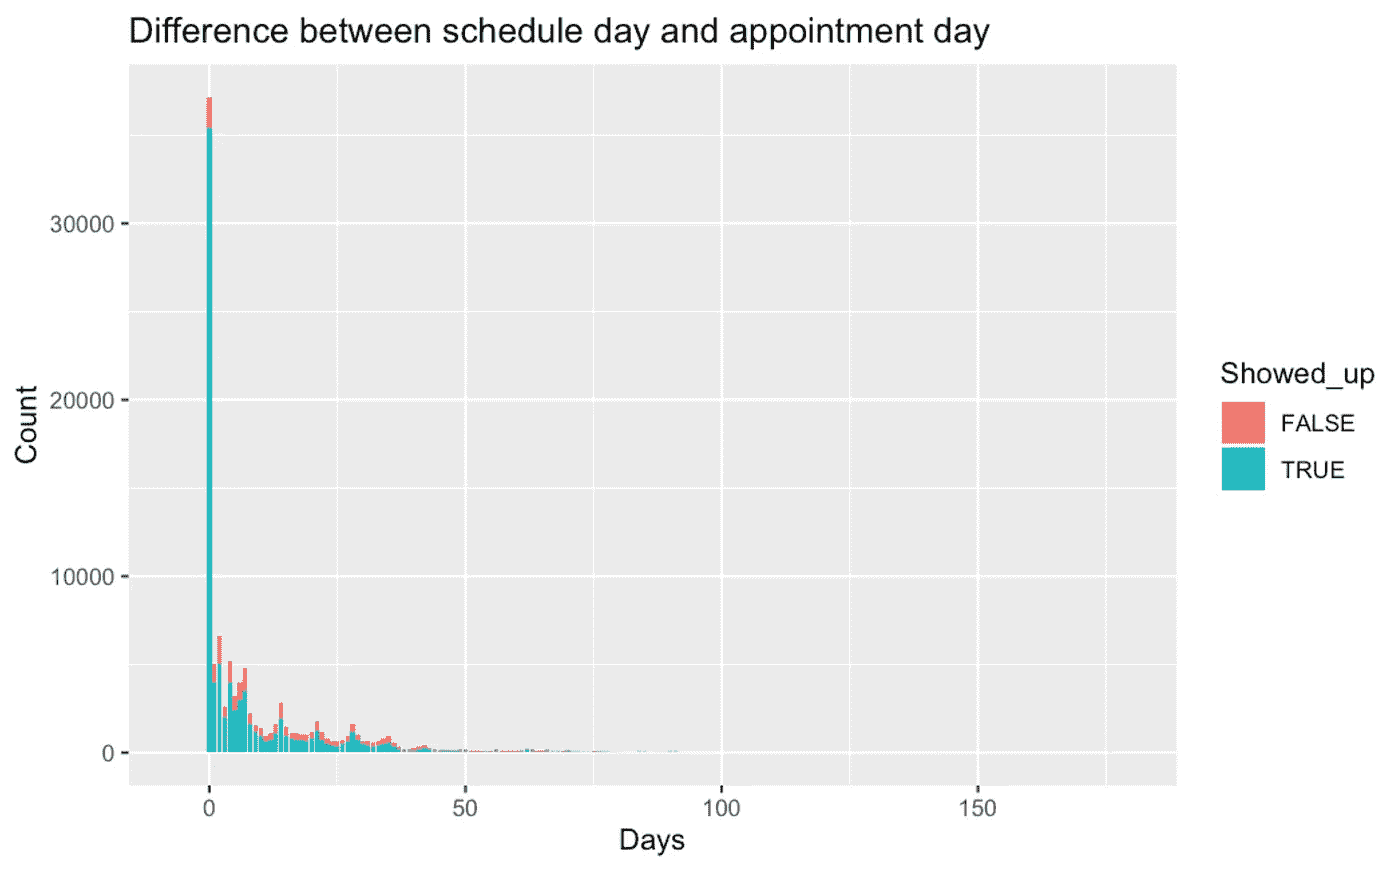 Difference between schedule day and appointment day
30000
20000
10000
0
Count
0 50 100 150
Days
Showed_up
FALSE
TRUE